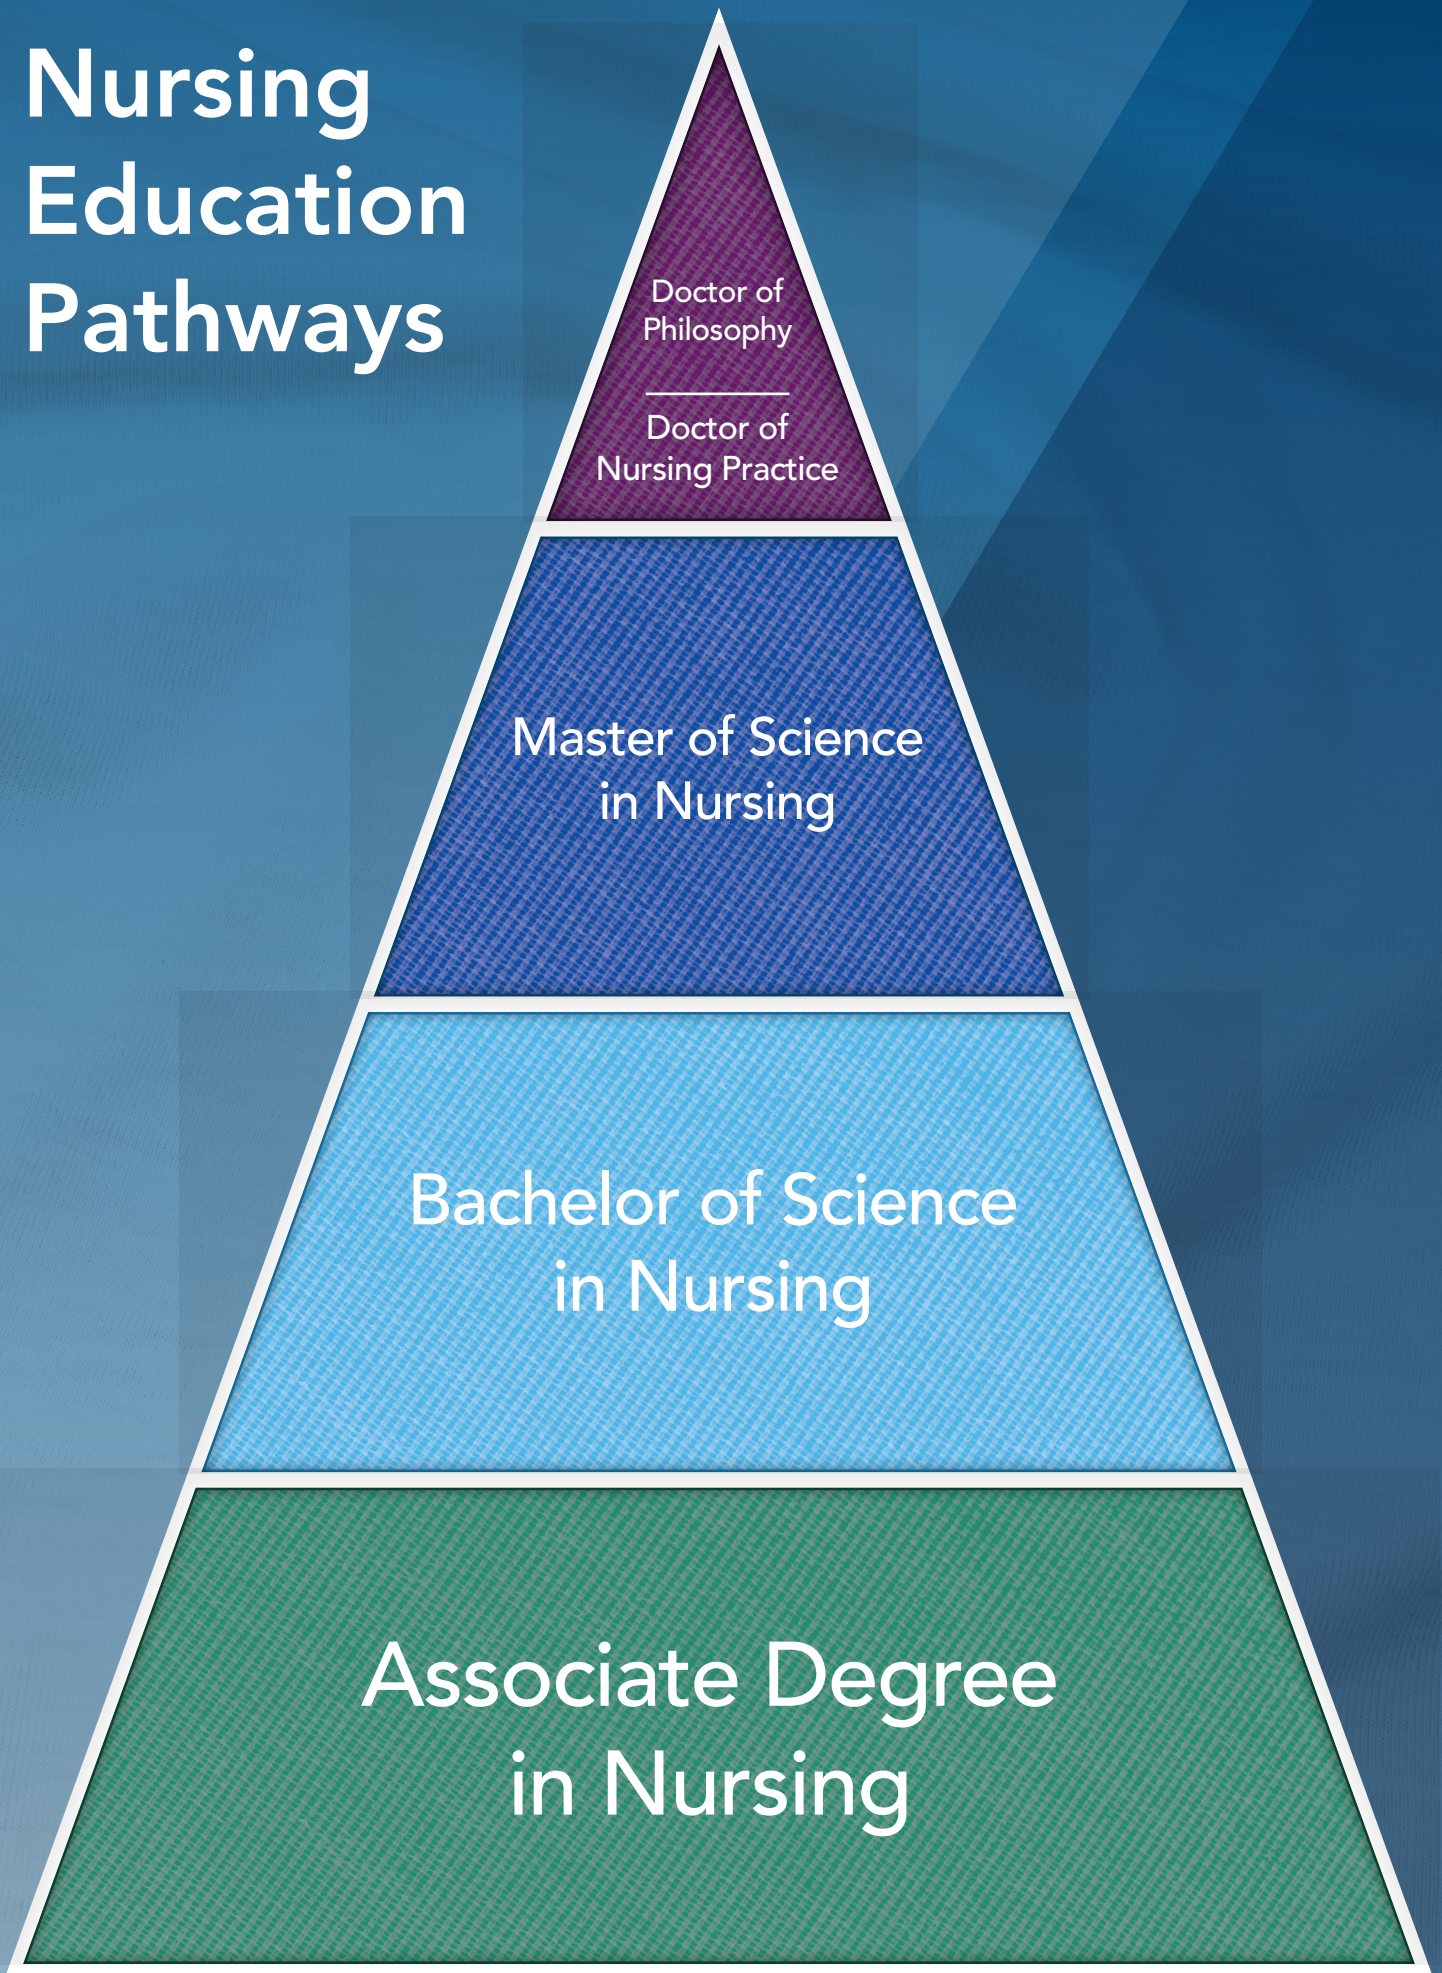 Nursing
Education
Pathways
Doctor of
Philosophy
Doctor of
Nursing Practice
Master of Science
in Nursing
Bachelor of Science
in Nursing
Associate Degree
in Nursing